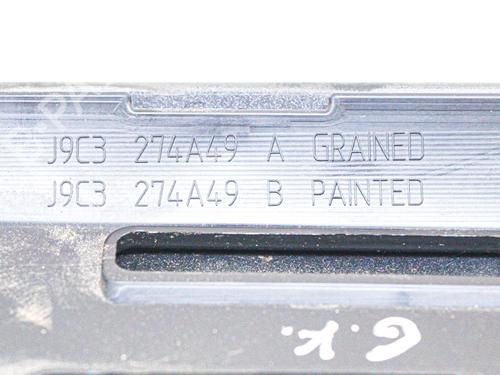 J9C3 274A49 A GRAINED
J9C3 274A49 B PAINTED
G.Y.